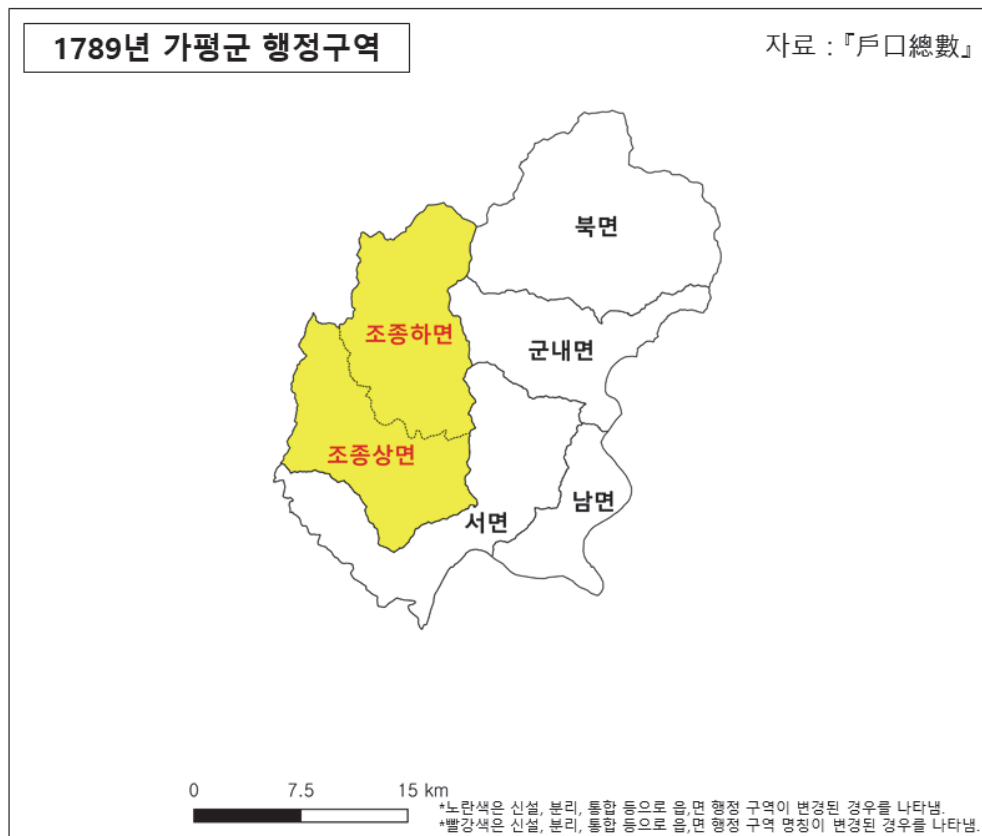 1789년 가평군 행정구역
자료 : 『戶口總數』
북면
조종하면
군내면
조종상면
남면
서면
0 7.5 15 km
*노란색은 신설, 분리, 통합 등으로 읍,면 행정 구역이 변경된 경우를 나타냄.
*빨강색은 신설, 분리, 통합 등으로 읍,면 행정 구역 명칭이 변경된 경우를 나타냄.